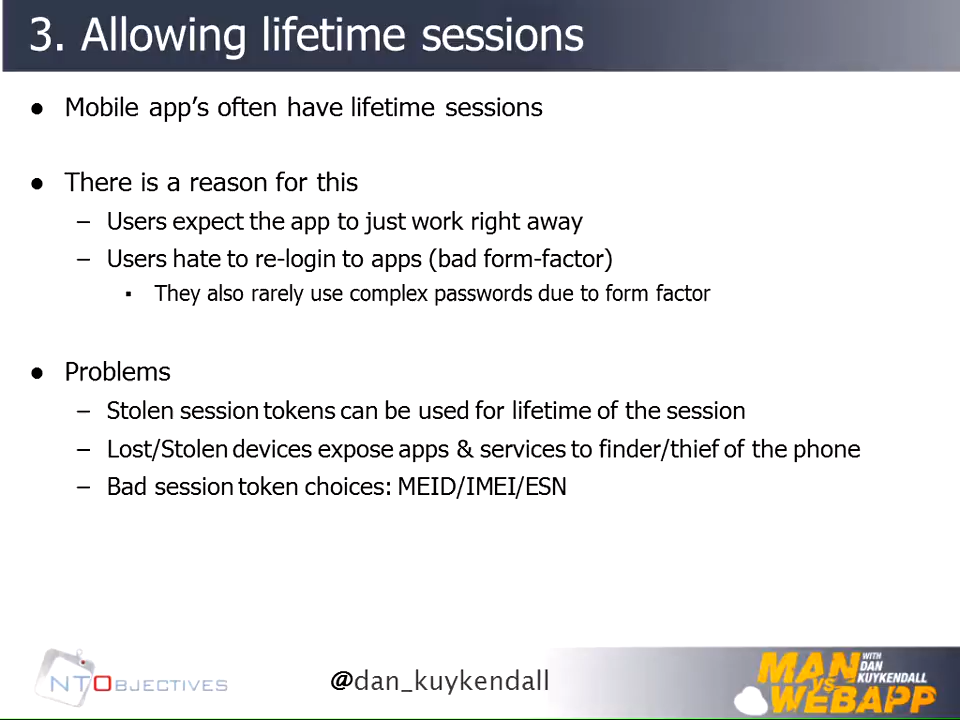 3. Allowing lifetime sessions
● Mobile app's often have lifetime sessions
● There is a reason for this
– Users expect the app to just work right away
– Users hate to re-login to apps (bad form-factor)
▪ They also rarely use complex passwords due to form factor
● Problems
– Stolen session tokens can be used for lifetime of the session
– Lost/Stolen devices expose apps & services to finder/thief of the phone
– Bad session token choices: MEID/IMEI/ESN
NTOBJECTIVES
@dan_kuykendall
MAN VS WEBAPP
WITH DAN KUYKENDALL